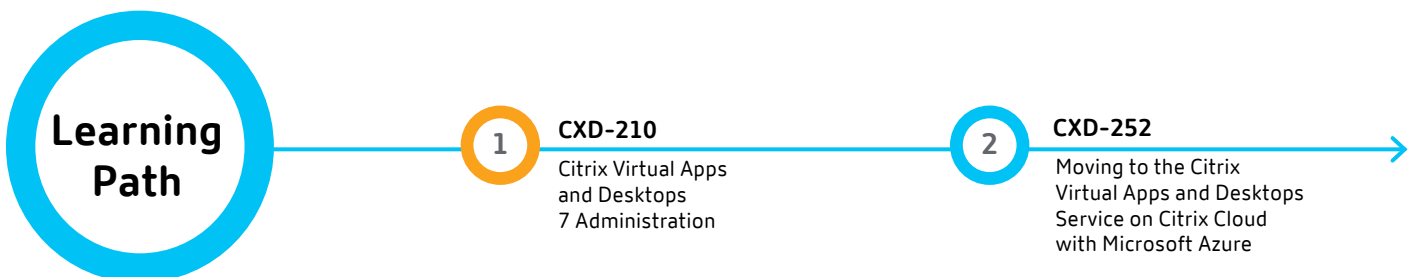 Learning
Path
1
CXD-210
Citrix Virtual Apps
and Desktops
7 Administration
2
CXD-252
Moving to the Citrix
Virtual Apps and Desktops
Service on Citrix Cloud
with Microsoft Azure